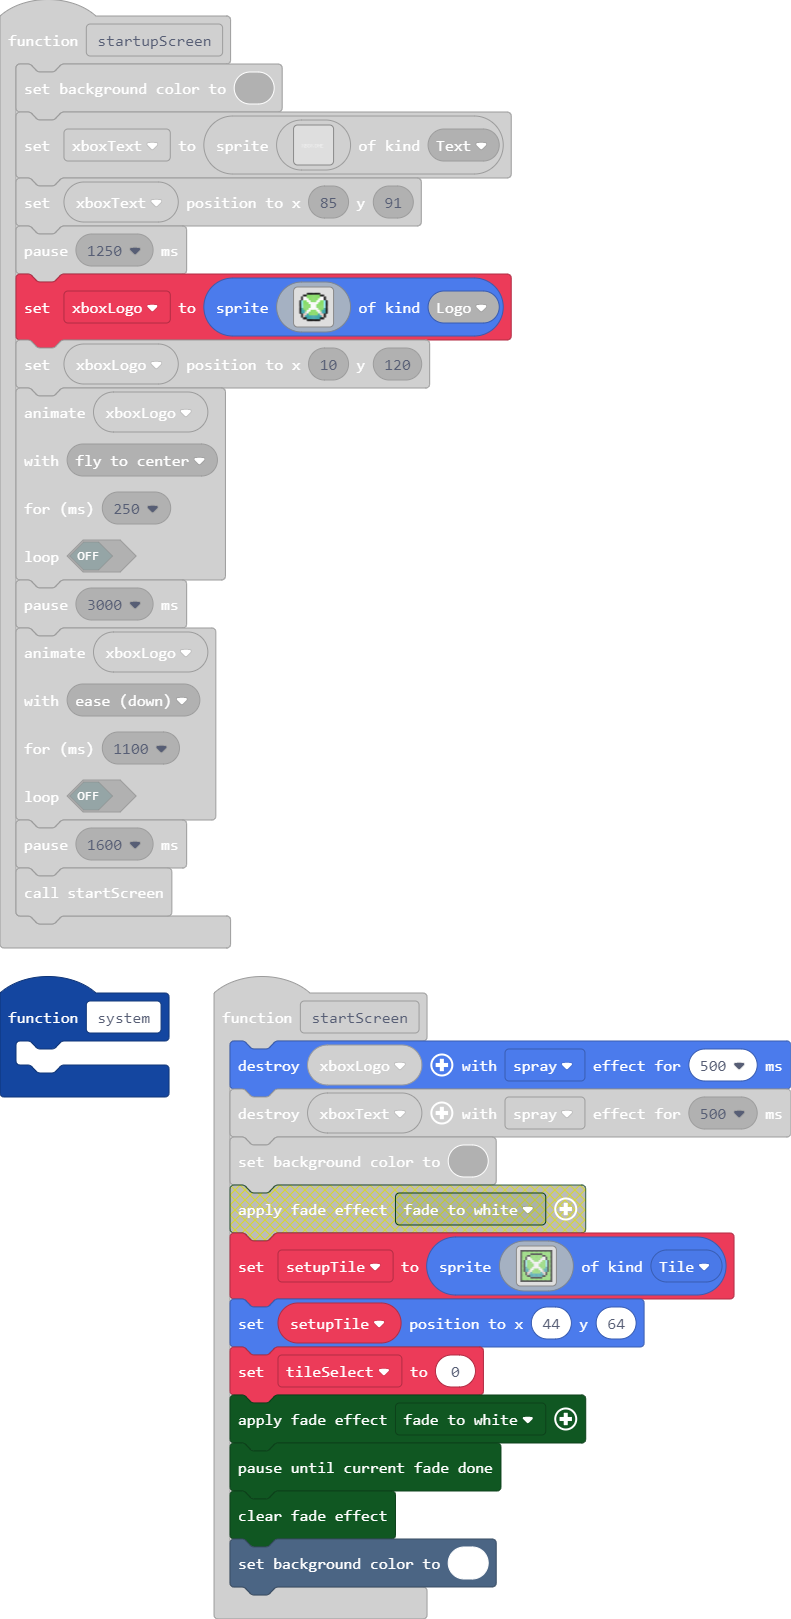 function startupScreen
set background color to
set xboxText to sprite of kind Text
set xboxText position to x 85 y 91
pause 1250 ms
set xboxLogo to sprite of kind Logo
set xboxLogo position to x 10 y 120
animate xboxLogo
with fly to center
for (ms) 250
loop OFF
pause 3000 ms
animate xboxLogo
with ease (down)
for (ms) 1100
loop OFF
pause 1600 ms
call startScreen
function system
function startScreen
destroy xboxLogo with spray effect for 500 ms
destroy xboxText with spray effect for 500 ms
set background color to
apply fade effect fade to white
set setupTile to sprite of kind Tile
set setupTile position to x 44 y 64
set tileSelect to 0
apply fade effect fade to white
pause until current fade done
clear fade effect
set background color to